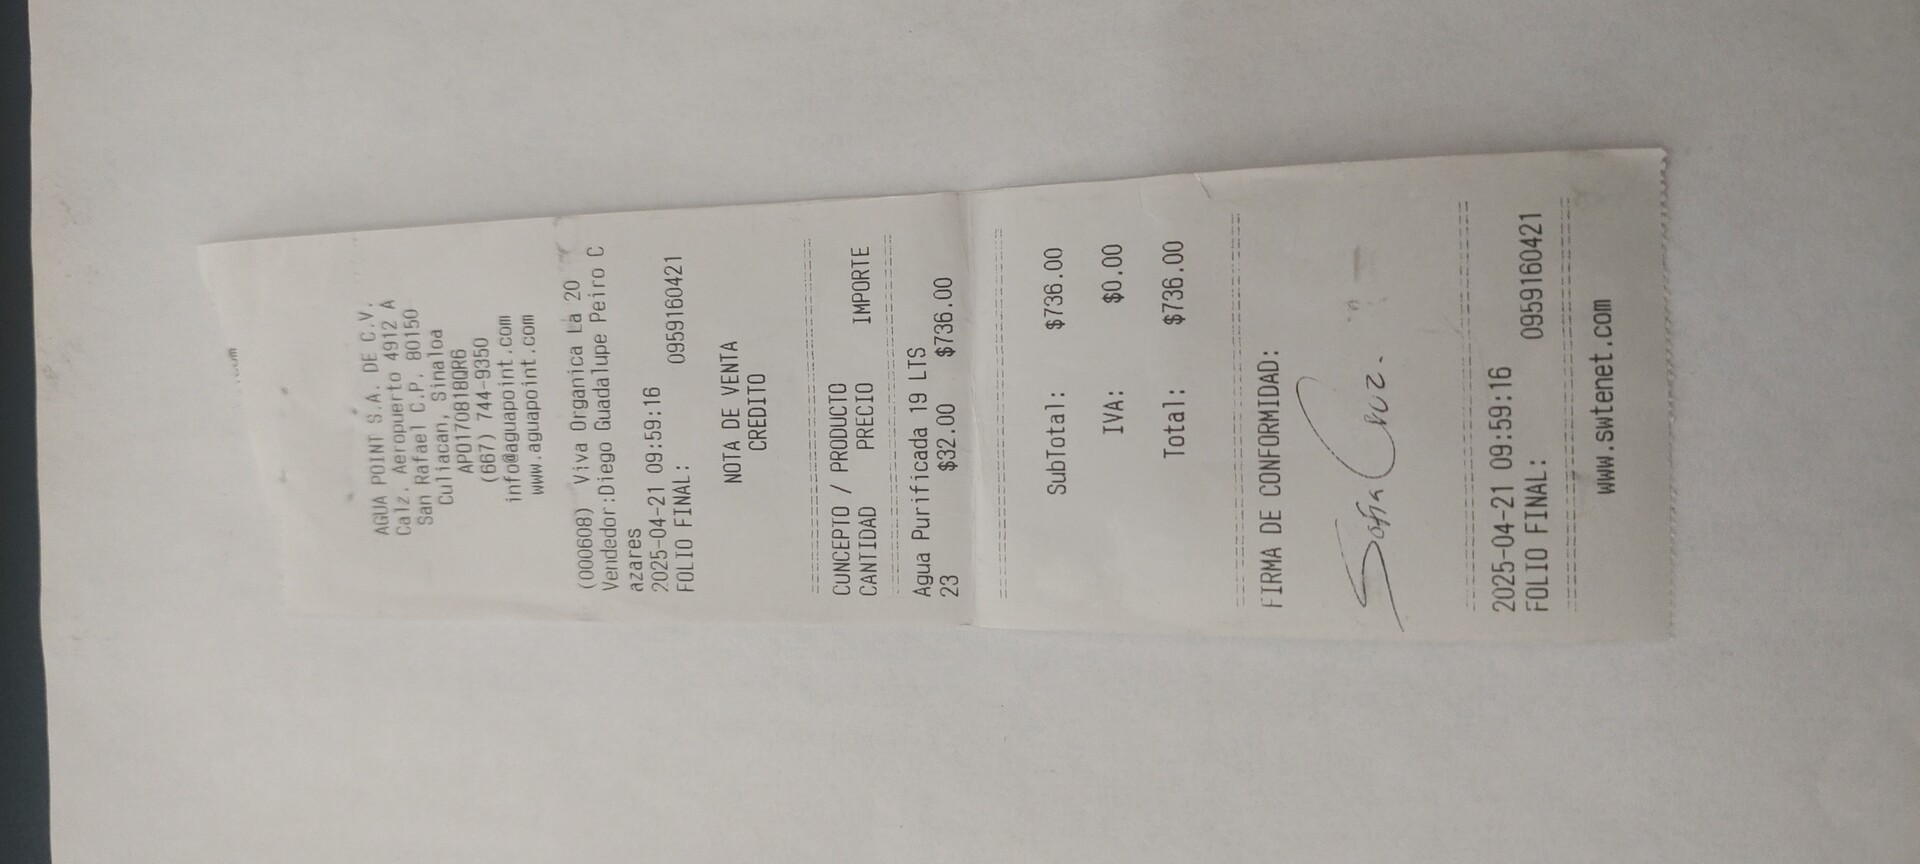 AGUA POINT S.A. DE C.V.
Calz. Aeropuerto 4912 A
San Rafael C.P. 80150
Culiacan, Sinaloa
APO1708180R6
(667) 744-9350
info@aguapoint.com
www.aguapoint.com
(000608) Viva Organica La 20
Vendedor:Diego Guadalupe Peiro C
azares
2025-04-21 09:59:16
FOLIO FINAL: 0959160421
NOTA DE VENTA
CREDITO
CUNCEPTO / PRODUCTO
CANTIDAD PRECIO IMPORTE
Agua Purificada 19 LTS
23 $32.00 $736.00
SubTotal: $736.00
IVA: $0.00
Total: $736.00
FIRMA DE CONFORMIDAD:
Sofia Cruz.
2025-04-21 09:59:16
FOLIO FINAL: 0959160421
www.swtenet.com